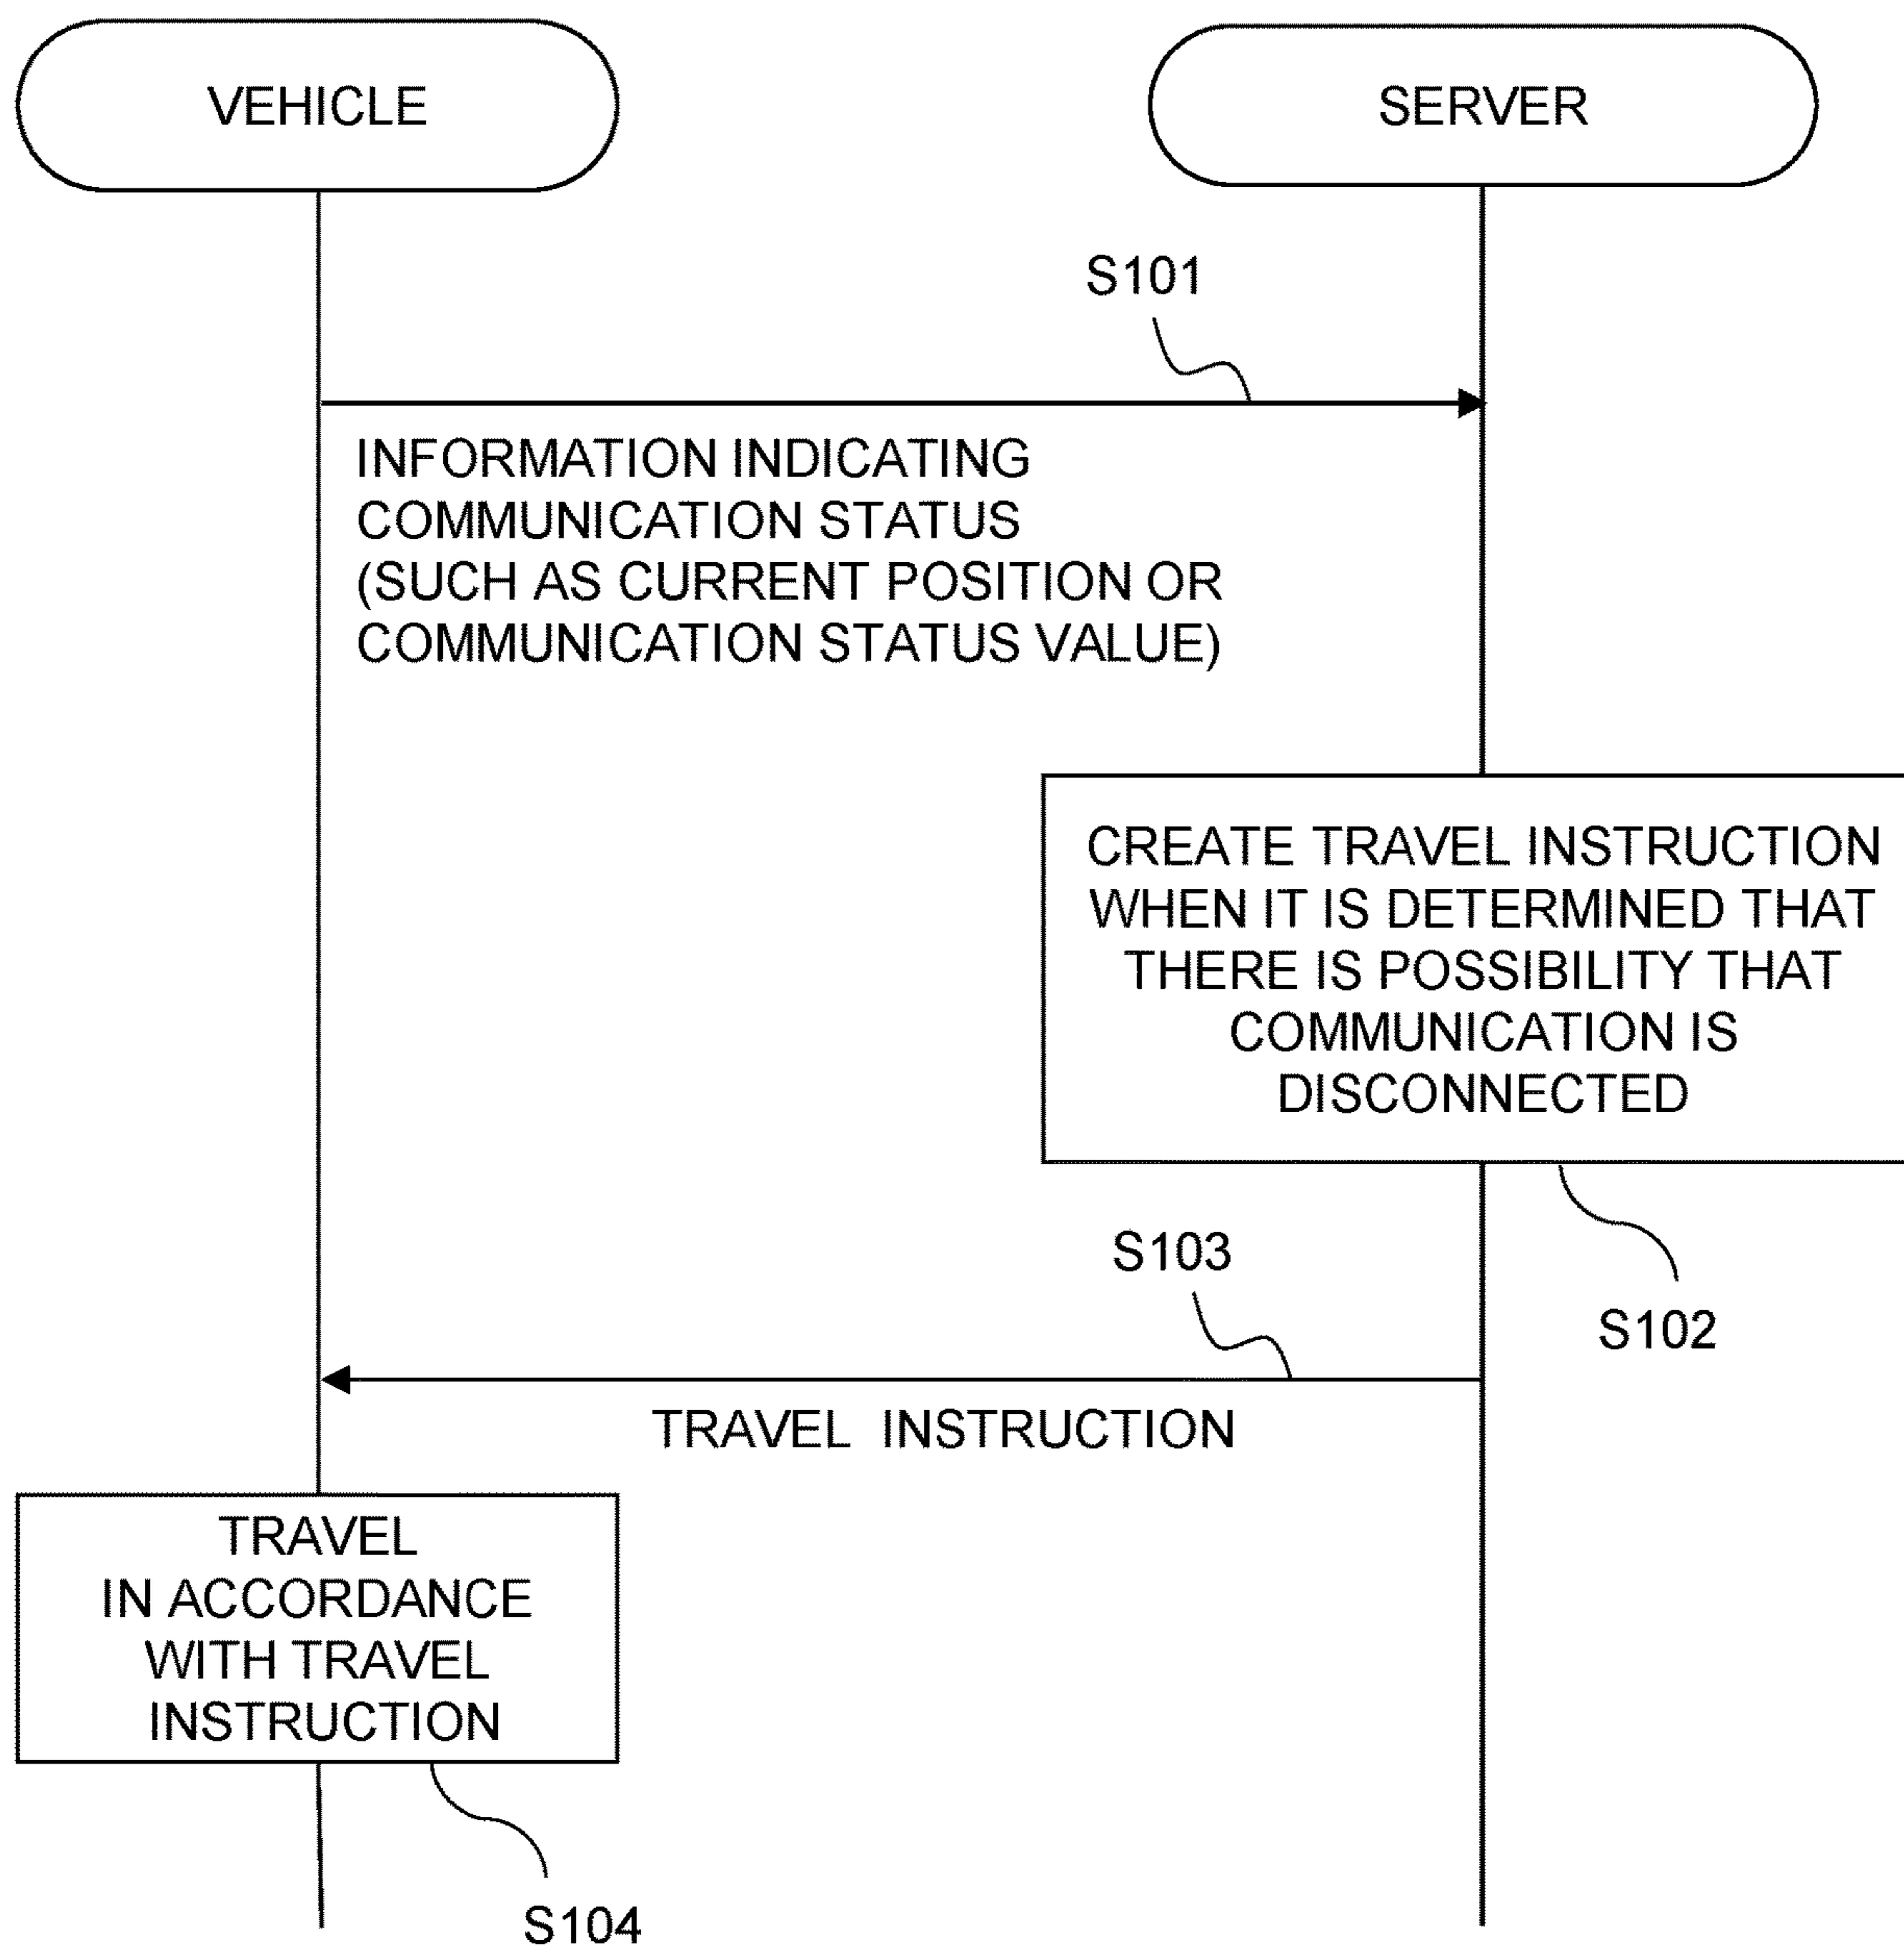 VEHICLE
SERVER
S101
INFORMATION INDICATING
COMMUNICATION STATUS
(SUCH AS CURRENT POSITION OR
COMMUNICATION STATUS VALUE)
CREATE TRAVEL INSTRUCTION
WHEN IT IS DETERMINED THAT
THERE IS POSSIBILITY THAT
COMMUNICATION IS
DISCONNECTED
S102
S103
TRAVEL INSTRUCTION
TRAVEL
IN ACCORDANCE
WITH TRAVEL
INSTRUCTION
S104